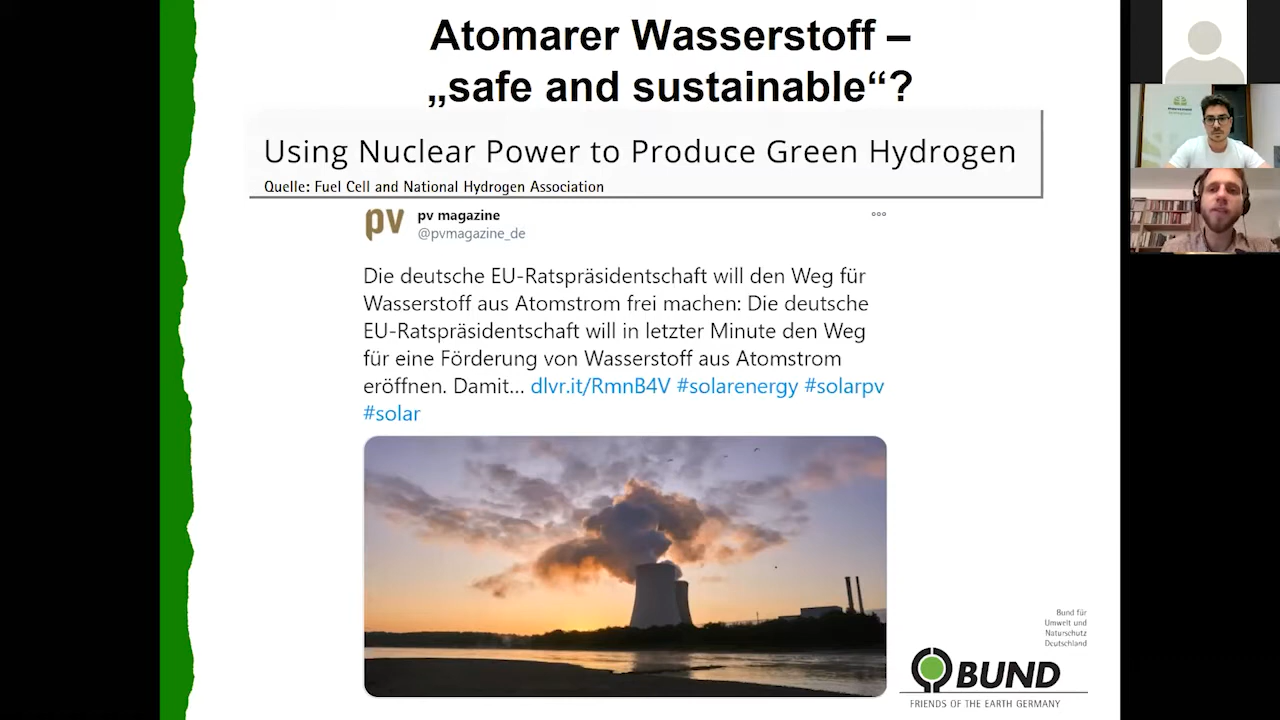 Atomarer Wasserstoff –
„safe and sustainable“?
Using Nuclear Power to Produce Green Hydrogen
Quelle: Fuel Cell and National Hydrogen Association
pv
pv magazine
@pvmagazine_de
Die deutsche EU-Ratspräsidentschaft will den Weg für
Wasserstoff aus Atomstrom frei machen: Die deutsche
EU-Ratspräsidentschaft will in letzter Minute den Weg
für eine Förderung von Wasserstoff aus Atomstrom
eröffnen. Damit... dlvr.it/RmnB4V #solarenergy #solarpv
#solar
Bund für
Umwelt und
Naturschutz
Deutschland
BUND
FRIENDS OF THE EARTH GERMANY